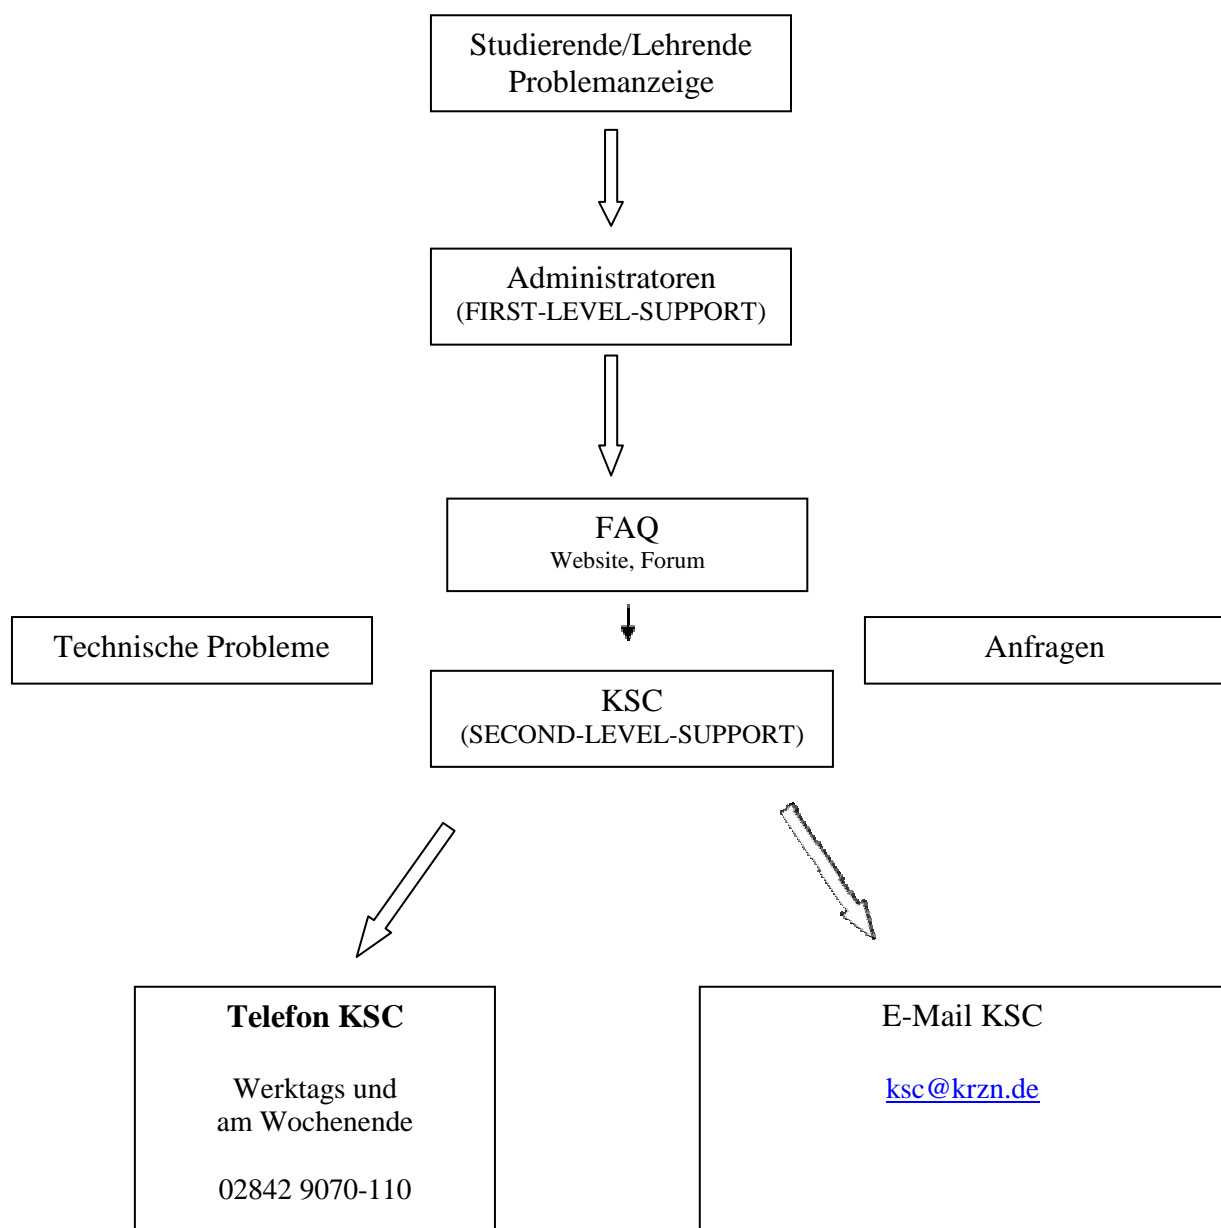 Studierende/Lehrende
Problemanzeige
Administratoren
(FIRST-LEVEL-SUPPORT)
FAQ
Website, Forum
Technische Probleme
Anfragen
KSC
(SECOND-LEVEL-SUPPORT)
Telefon KSC
Werktags und
am Wochenende
02842 9070-110
E-Mail KSC
ksc@krzn.de